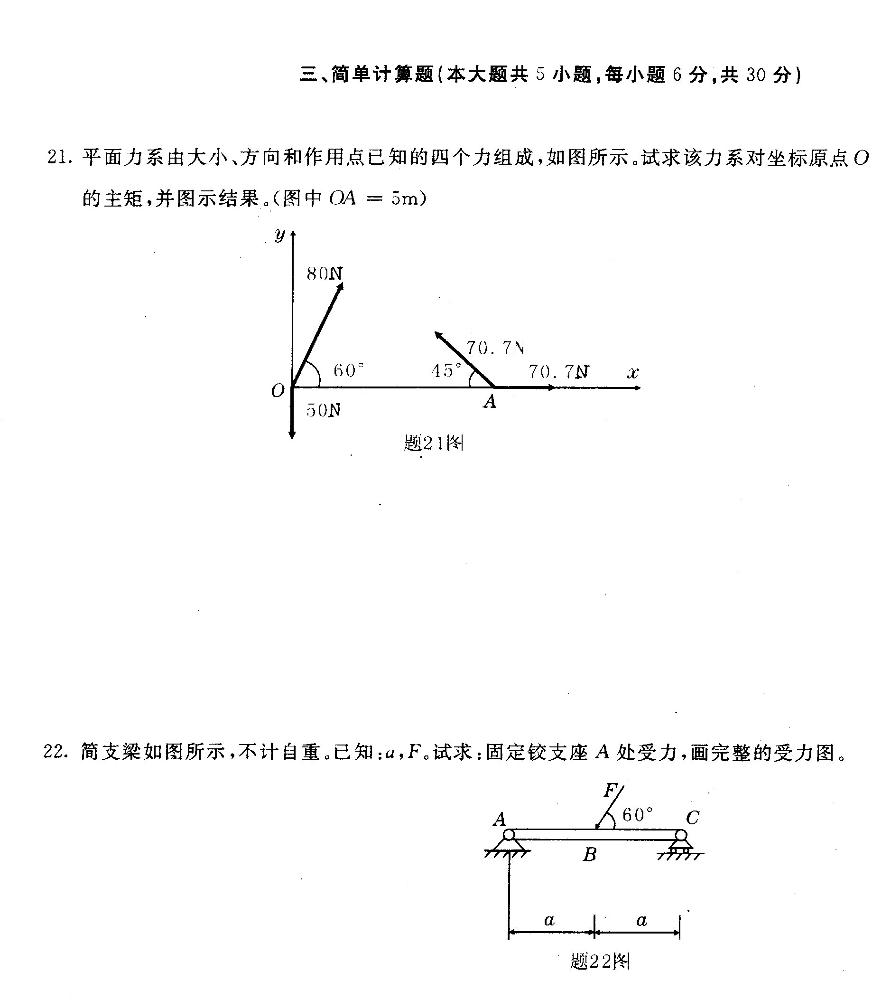 三、简单计算题(本大题共 5 小题,每小题 6 分,共 30 分)
21. 平面力系由大小、方向和作用点已知的四个力组成,如图所示。试求该力系对坐标原点 O
的主矩,并图示结果。(图中 OA = 5m)
y
80N
70.7N
60°
45°
70.7N
x
O
A
50N
题21图
22. 简支梁如图所示,不计自重。已知:a,F。试求:固定铰支座 A 处受力,画完整的受力图。
F
60°
A
C
B
a
a
题22图